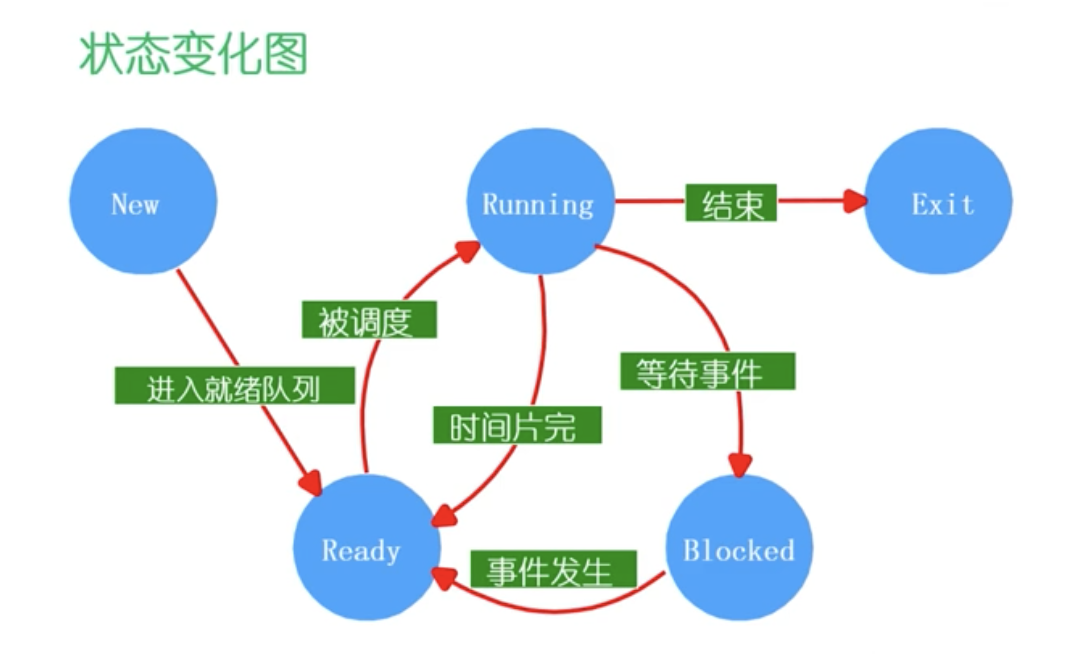 状态变化图
New
Running
结束
Exit
被调度
进入就绪队列
等待事件
时间片完
Ready
事件发生
Blocked